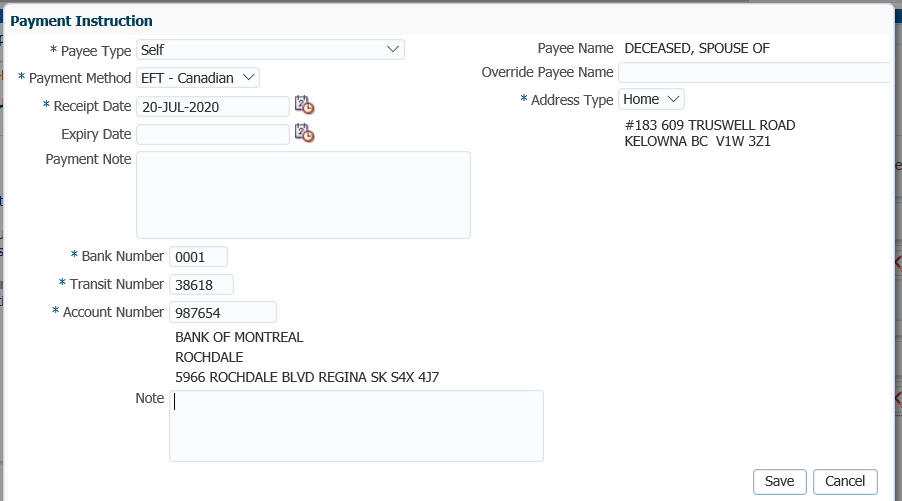 Payment Instruction
* Payee Type Self
* Payment Method EFT - Canadian
* Receipt Date 20-JUL-2020
Expiry Date
Payment Note
Payee Name DECEASED, SPOUSE OF
Override Payee Name
* Address Type Home
#183 609 TRUSWELL ROAD
KELOWNA BC V1W 3Z1
* Bank Number 0001
* Transit Number 38618
* Account Number 987654
BANK OF MONTREAL
ROCHDALE
5966 ROCHDALE BLVD REGINA SK S4X 4J7
Note
Save Cancel